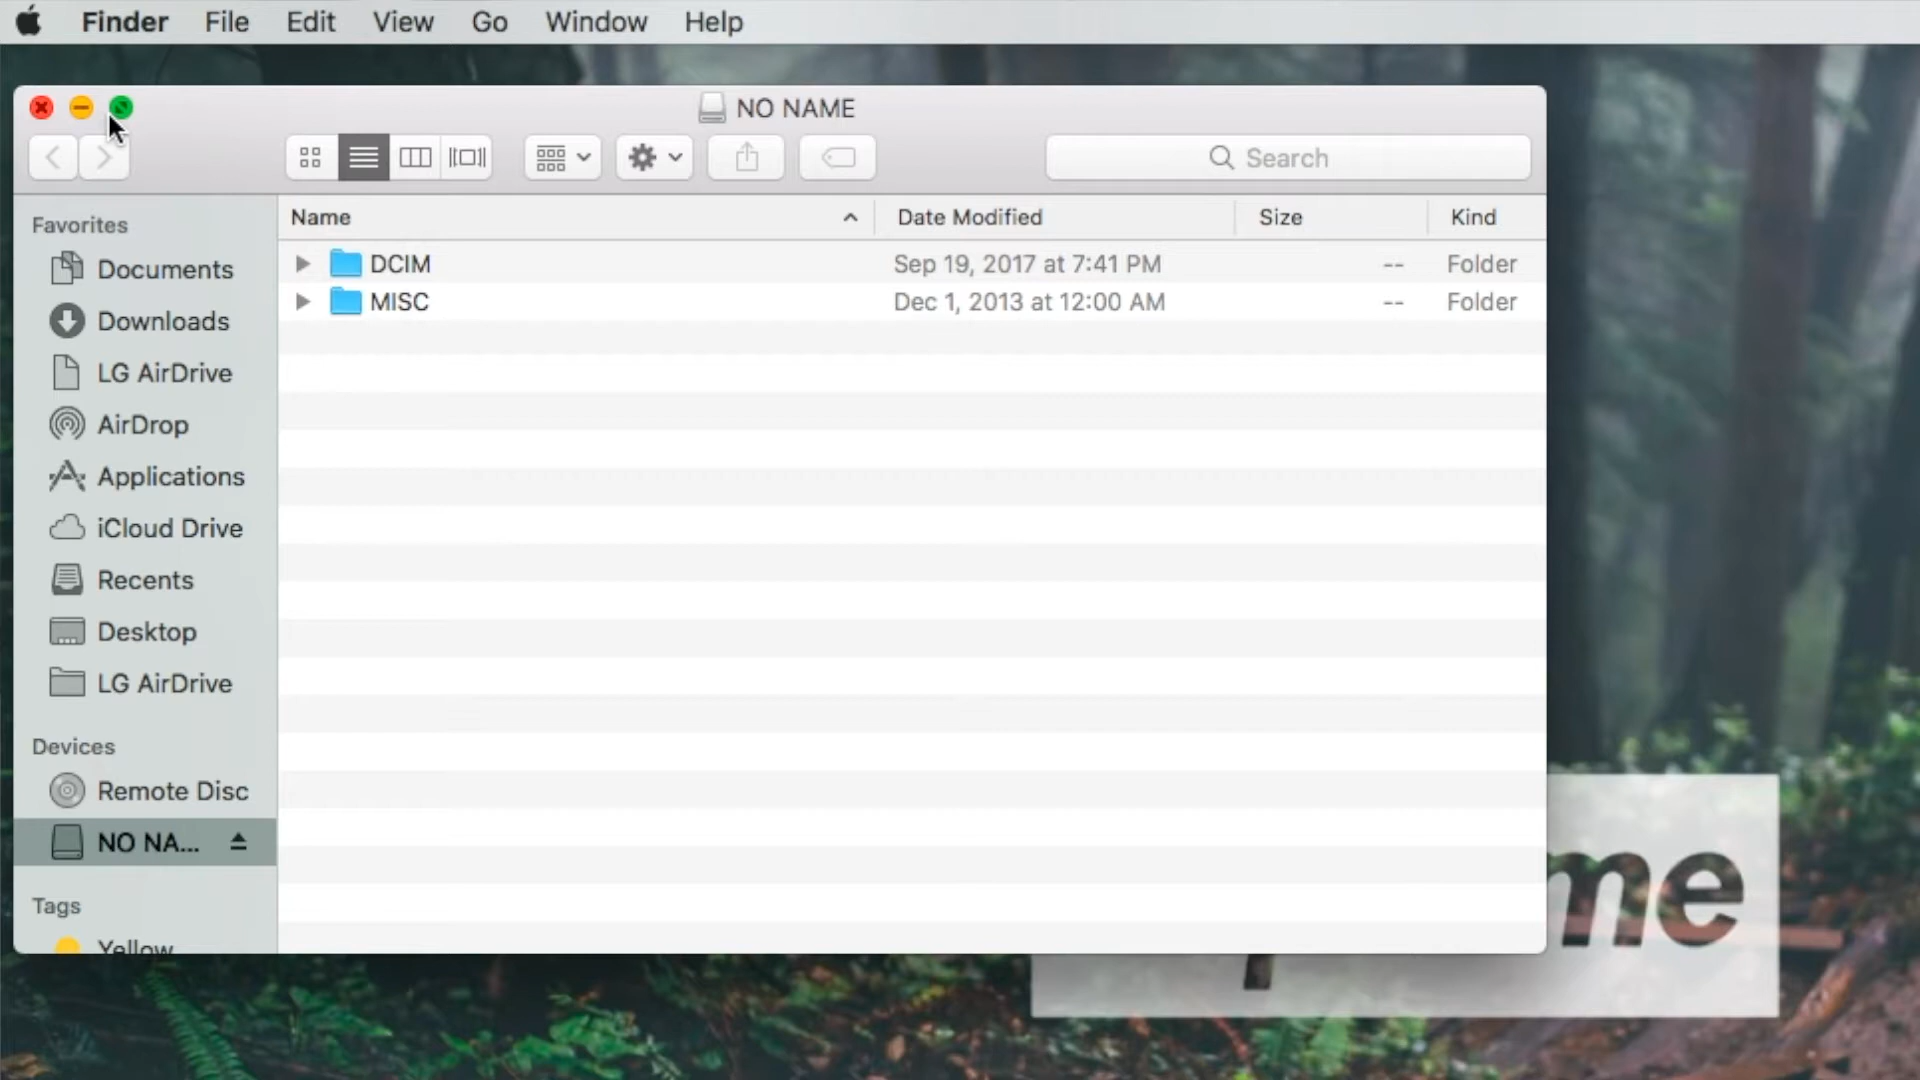 Finder File Edit View Go Window Help
NO NAME
Search
Name Date Modified Size Kind
Favorites
Documents
Downloads
LG AirDrive
AirDrop
Applications
iCloud Drive
Recents
Desktop
LG AirDrive
Devices
Remote Disc
NO NA...
Tags
Yellow
DCIM Sep 19, 2017 at 7:41 PM -- Folder
MISC Dec 1, 2013 at 12:00 AM -- Folder
me